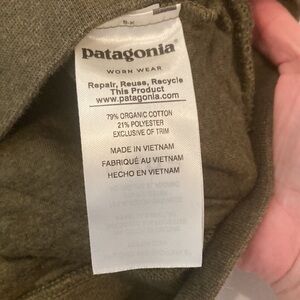 patagonia®
WORN WEAR
Repair, Reuse, Recycle
This Product
www.patagonia.com
79% ORGANIC COTTON
21% POLYESTER
EXCLUSIVE OF TRIM
MADE IN VIETNAM
FABRIQUÉ AU VIETNAM
HECHO EN VIETNAM